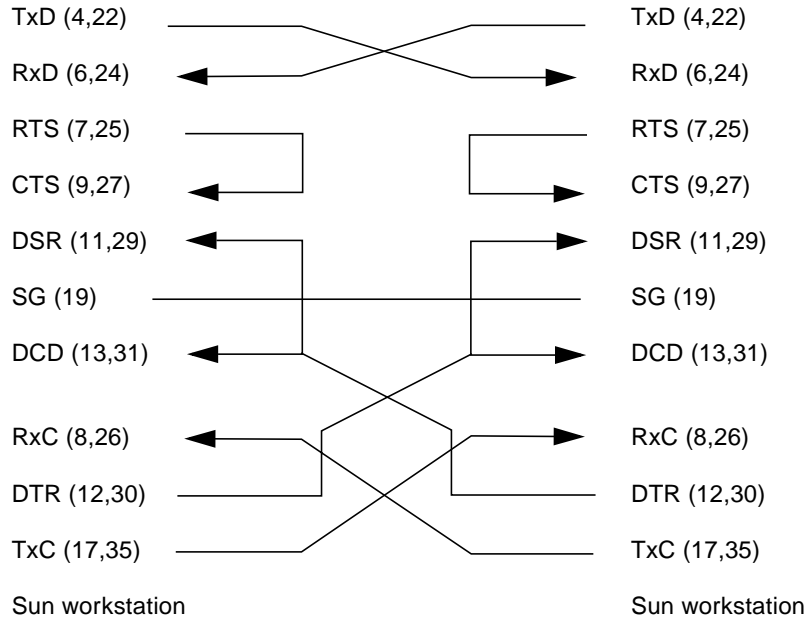 TxD (4,22) TxD (4,22)
RxD (6,24) RxD (6,24)
RTS (7,25) RTS (7,25)
CTS (9,27) CTS (9,27)
DSR (11,29) DSR (11,29)
SG (19) SG (19)
DCD (13,31) DCD (13,31)
RxC (8,26) RxC (8,26)
DTR (12,30) DTR (12,30)
TxC (17,35) TxC (17,35)
Sun workstation Sun workstation